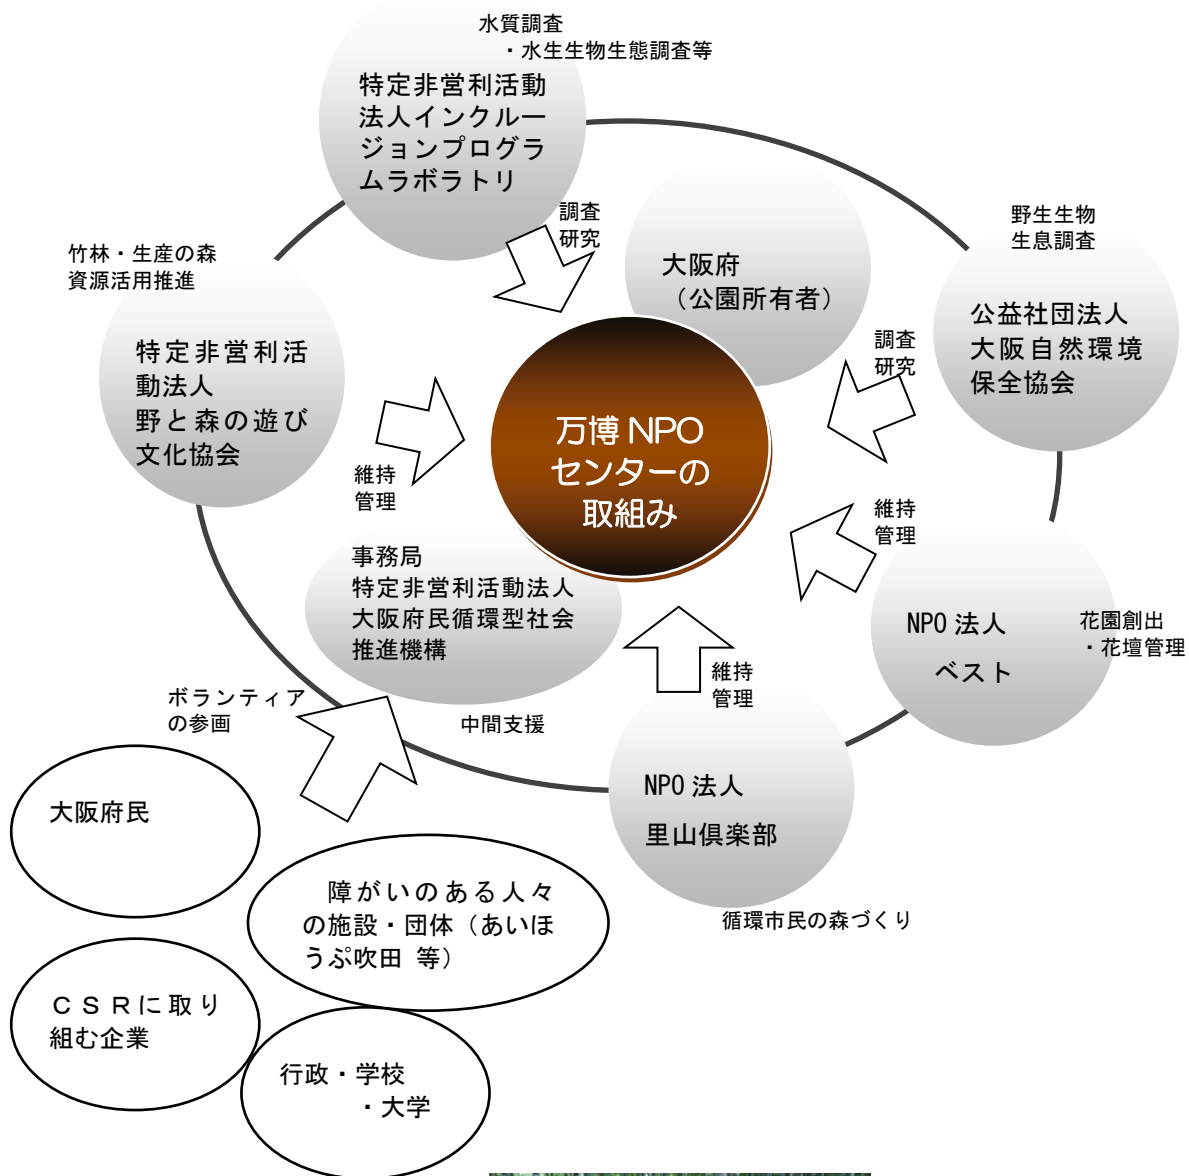 水質調査
・水生生物生態調査等
特定非営利活動
法人インクルー
ジョンプログラ
ムラボラトリ
調査
研究
大阪府
（公園所有者）
野生生物
生息調査
公益社団法人
大阪自然環境
保全協会
調査
研究
竹林・生産の森
資源活用推進
特定非営利活
動法人
野と森の遊び
文化協会
維持
管理
万博 NPO
センターの
取組み
維持
管理
事務局
特定非営利活動法人
大阪府民循環型社会
推進機構
中間支援
NPO 法人
ベスト
花園創出
・花壇管理
維持
管理
NPO 法人
里山倶楽部
循環市民の森づくり
ボランティア
の参画
大阪府民
障がいのある人々
の施設・団体（あいほ
うぷ吹田 等）
ＣＳＲに取り
組む企業
行政・学校
・大学